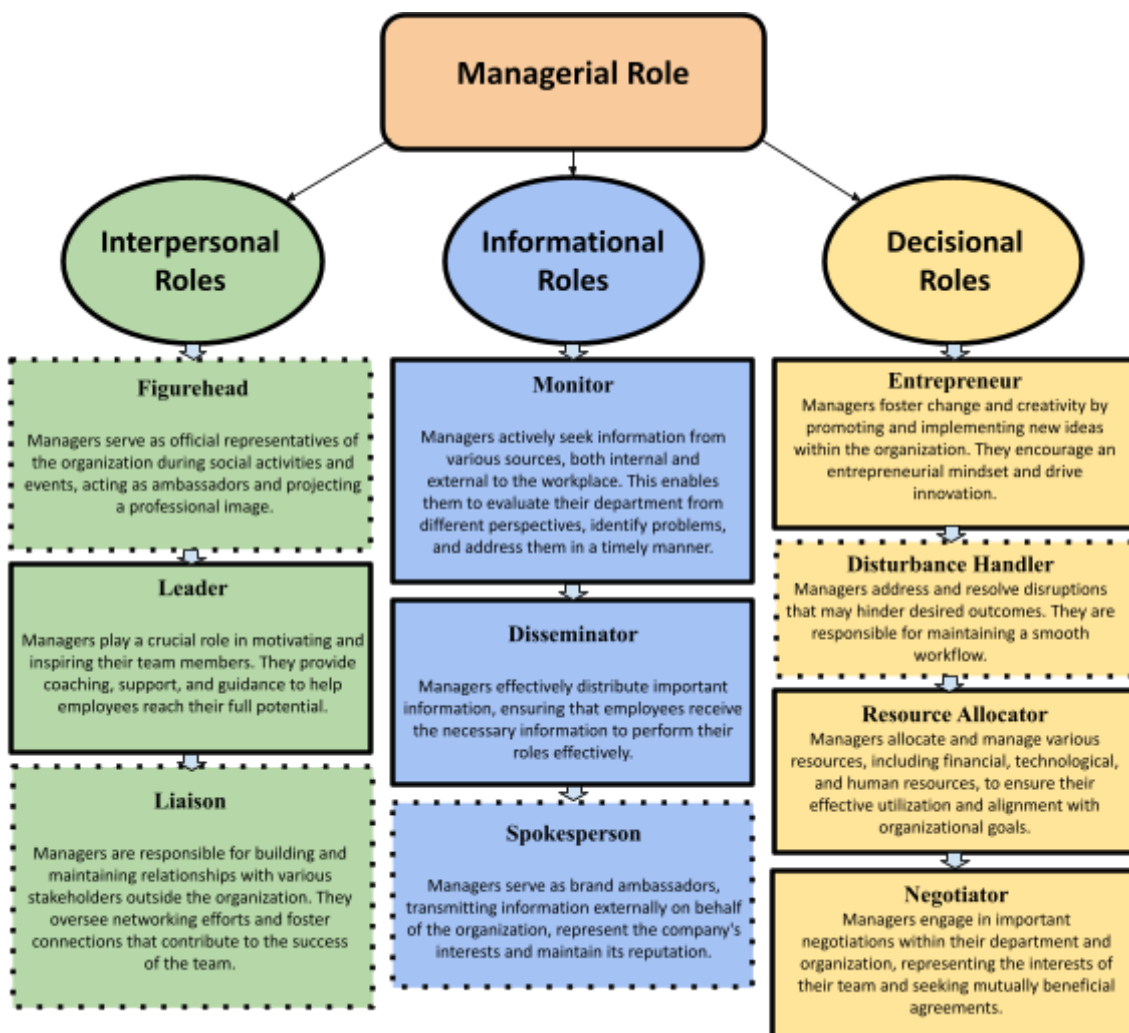 Managerial Role
Interpersonal
Roles
Informational
Roles
Decisional
Roles
Figurehead
Managers serve as official representatives of
the organization during social activities and
events, acting as ambassadors and projecting
a professional image.
Leader
Managers play a crucial role in motivating and
inspiring their team members. They provide
coaching, support, and guidance to help
employees reach their full potential.
Liaison
Managers are responsible for building and
maintaining relationships with various
stakeholders outside the organization. They
oversee networking efforts and foster
connections that contribute to the success
of the team.
Monitor
Managers actively seek information from
various sources, both internal and
external to the workplace. This enables
them to evaluate their department from
different perspectives, identify problems,
and address them in a timely manner.
Disseminator
Managers effectively distribute important
information, ensuring that employees receive
the necessary information to perform their
roles effectively.
Spokesperson
Managers serve as brand ambassadors,
transmitting information externally on behalf
of the organization, represent the company's
interests and maintain its reputation.
Entrepreneur
Managers foster change and creativity by
promoting and implementing new ideas
within the organization. They encourage an
entrepreneurial mindset and drive
innovation.
Disturbance Handler
Managers address and resolve disruptions
that may hinder desired outcomes. They are
responsible for maintaining a smooth
workflow.
Resource Allocator
Managers allocate and manage various
resources, including financial, technological,
and human resources, to ensure their
effective utilization and alignment with
organizational goals.
Negotiator
Managers engage in important
negotiations within their department and
organization, representing the interests of
their team and seeking mutually beneficial
agreements.